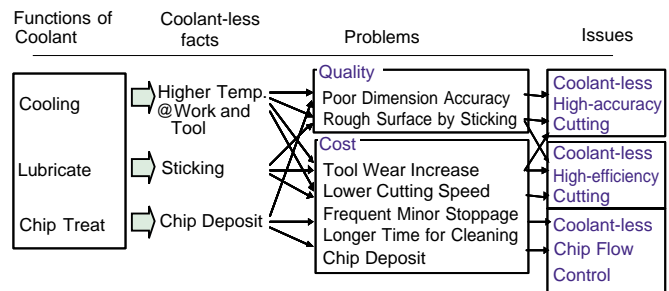 Functions of
Coolant
Coolant-less
facts
Problems
Issues
Cooling
Lubricate
Chip Treat
Higher Temp.
@Work and
Tool
Sticking
Chip Deposit
Quality
Poor Dimension Accuracy
Rough Surface by Sticking
Cost
Tool Wear Increase
Lower Cutting Speed
Frequent Minor Stoppage
Longer Time for Cleaning
Chip Deposit
Coolant-less
High-accuracy
Cutting
Coolant-less
High-efficiency
Cutting
Coolant-less
Chip Flow
Control